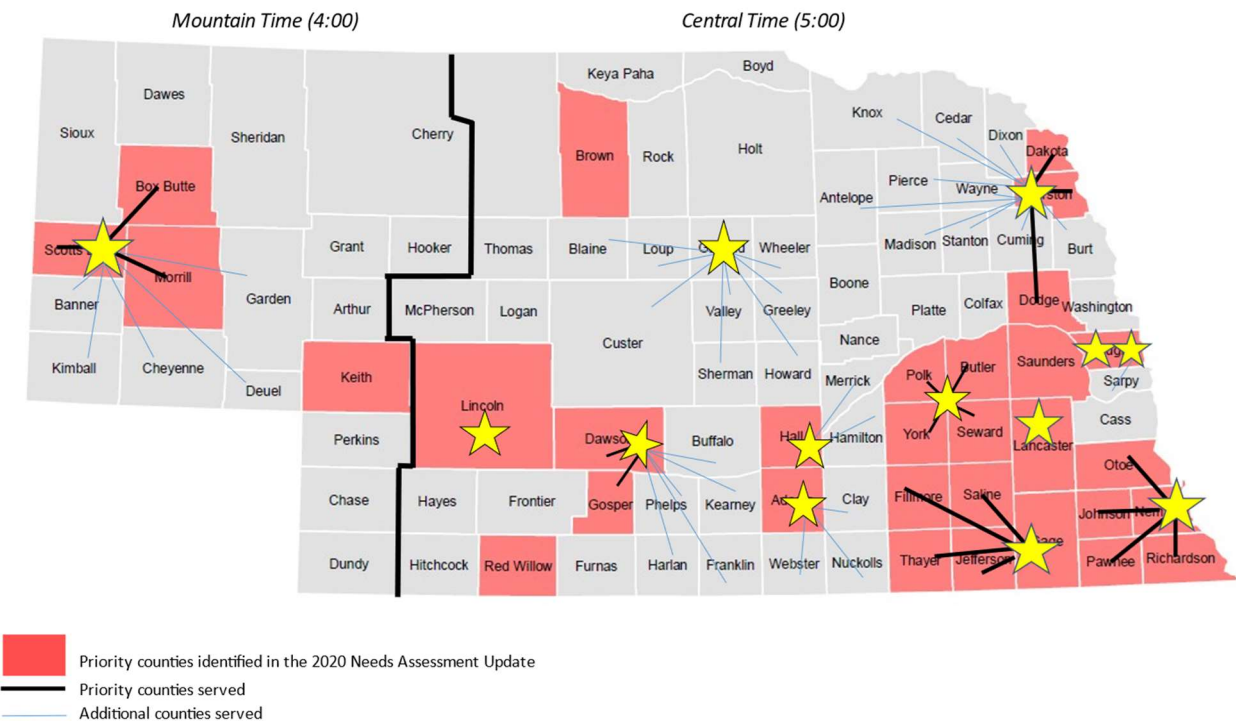 Mountain Time (4:00)
Central Time (5:00)
Keya Paha
Boyd
Dawes
Sioux
Sheridan
Cherry
Brown
Rock
Holt
Knox
Cedar
Dixon
Dakota
Box Butte
Antelope
Pierce
Wayne
Scotts
Morrill
Grant
Hooker
Thomas
Blaine
Loup
Wheeler
Madison
Stanton
Cuming
Burt
Banner
Garden
Arthur
McPherson
Logan
Custer
Valley
Greeley
Boone
Platte
Colfax
Dodge
Washington
Kimball
Cheyenne
Deuel
Keith
Lincoln
Sherman
Howard
Nance
Merrick
Polk
Butler
Saunders
Sarpy
Perkins
Buffalo
Hall
Hamilton
York
Seward
Lancaster
Cass
Otoe
Chase
Hayes
Frontier
Gosper
Phelps
Kearney
Clay
Fillmore
Saline
Johnson
Dundy
Hitchcock
Red Willow
Furnas
Harlan
Franklin
Webster
Nuckolls
Thayer
Jefferson
Pawnee
Richardson
Priority counties identified in the 2020 Needs Assessment Update
Priority counties served
Additional counties served